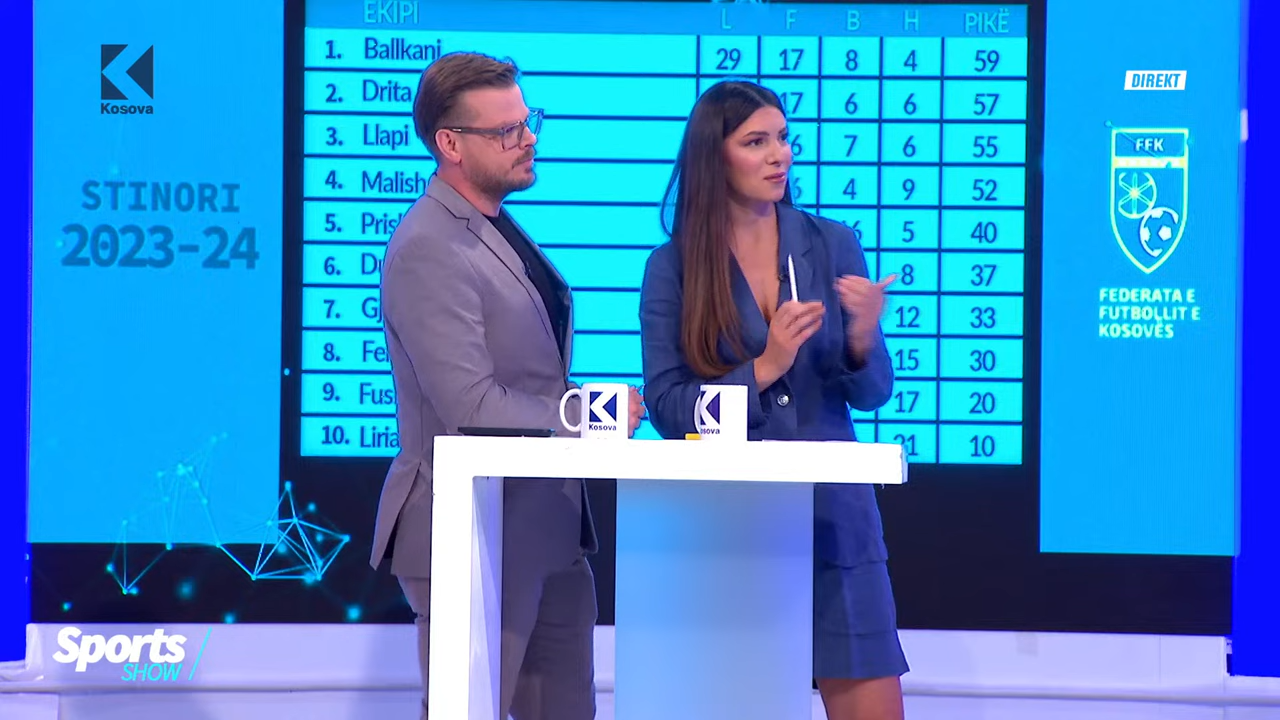 EKIPI L F B H PIKË
1. Ballkani 29 17 8 4 59
2. Drita 17 6 6 57
3. Llapi 6 7 6 55
4. Malish 4 9 52
5. 5 40
6. 8 37
7. 12 33
8. 15 30
9. 17 20
10. 21 10
Kosova
STINORI
2023-24
DIREKT
FFK
FEDERATA E
FUTBOLLIT E
KOSOVËS
Kosova
Sports
SHOW